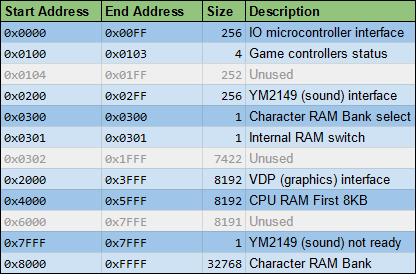 Start Address End Address Size Description
0x0000 0x00FF 256 IO microcontroller interface
0x0100 0x0103 4 Game controllers status
0x0104 0x01FF 252 Unused
0x0200 0x02FF 256 YM2149 (sound) interface
0x0300 0x0300 1 Character RAM Bank select
0x0301 0x0301 1 Internal RAM switch
0x0302 0x1FFF 7422 Unused
0x2000 0x3FFF 8192 VDP (graphics) interface
0x4000 0x5FFF 8192 CPU RAM First 8KB
0x6000 0x7FFE 8191 Unused
0x7FFF 0x7FFF 1 YM2149 (sound) not ready
0x8000 0xFFFF 32768 Character RAM Bank